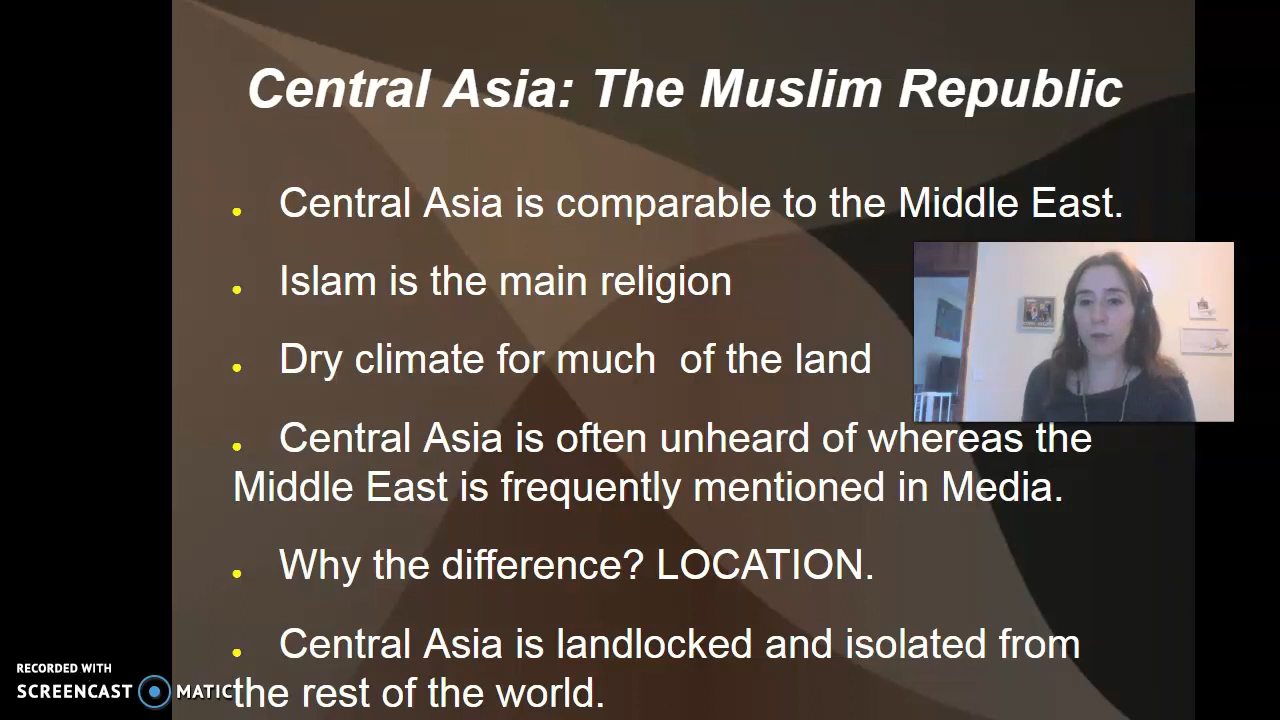 Central Asia: The Muslim Republic
• Central Asia is comparable to the Middle East.
• Islam is the main religion
• Dry climate for much  of the land
• Central Asia is often unheard of whereas the
Middle East is frequently mentioned in Media.
• Why the difference? LOCATION.
• Central Asia is landlocked and isolated from
the rest of the world.
RECORDED WITH
SCREENCAST MATIC